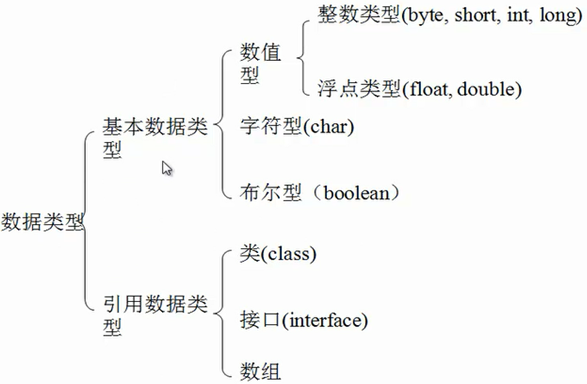 整数类型(byte, short, int, long)
数值
型
浮点类型(float, double)
基本数据类
型
字符型(char)
布尔型（boolean）
数据类型
类(class)
引用数据类
型
接口(interface)
数组